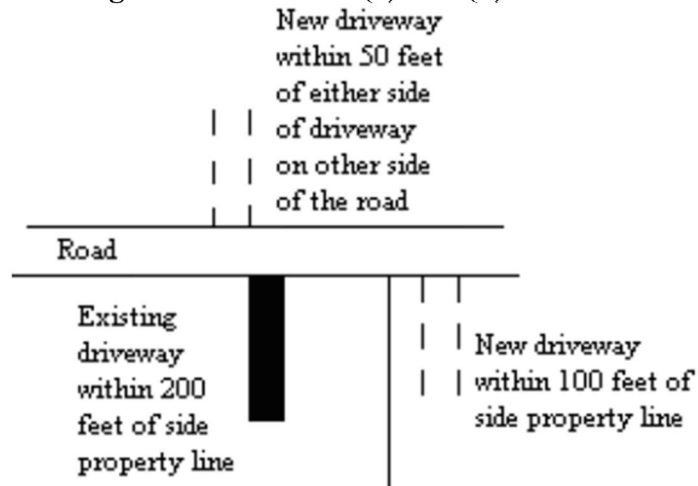 New driveway
within 50 feet
of either side
of driveway
on other side
of the road
Road
Existing
driveway
within 200
feet of side
property line
New driveway
within 100 feet of
side property line